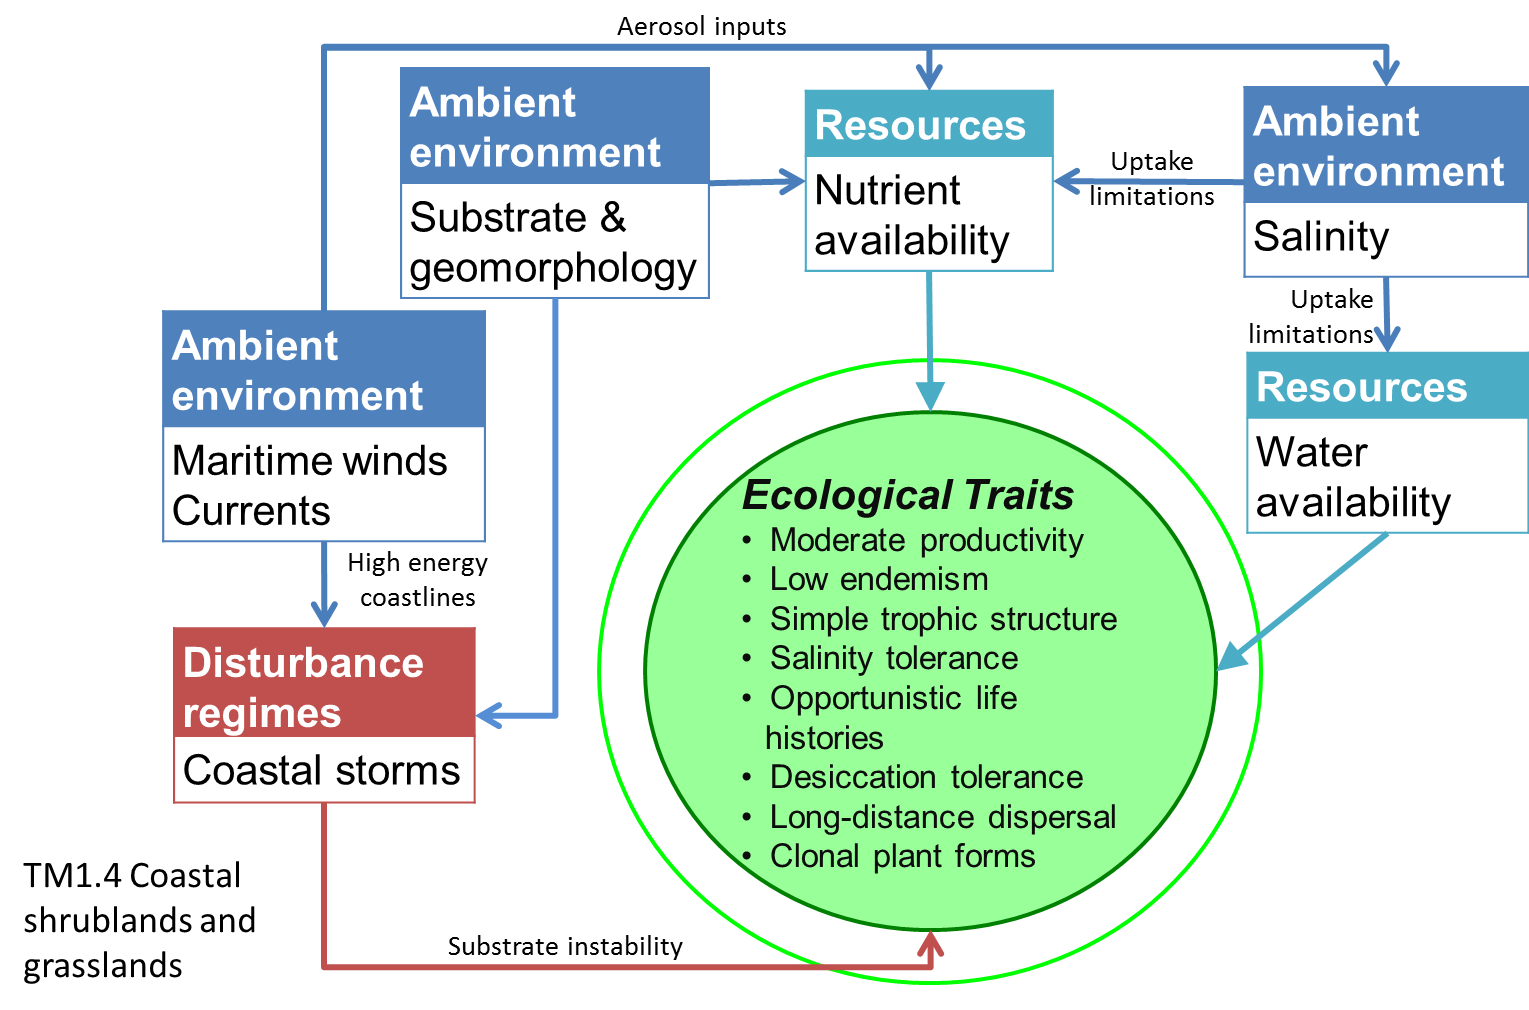 Aerosol inputs
Ambient
environment
Substrate &
geomorphology
Resources
Nutrient
availability
Uptake
limitations
Ambient
environment
Salinity
Uptake
limitations
Ambient
environment
Maritime winds
Currents
Resources
Water
availability
High energy
coastlines
Disturbance
regimes
Coastal storms
Ecological Traits
• Moderate productivity
• Low endemism
• Simple trophic structure
• Salinity tolerance
• Opportunistic life
histories
• Desiccation tolerance
• Long-distance dispersal
• Clonal plant forms
TM1.4 Coastal
shrublands and
grasslands
Substrate instability